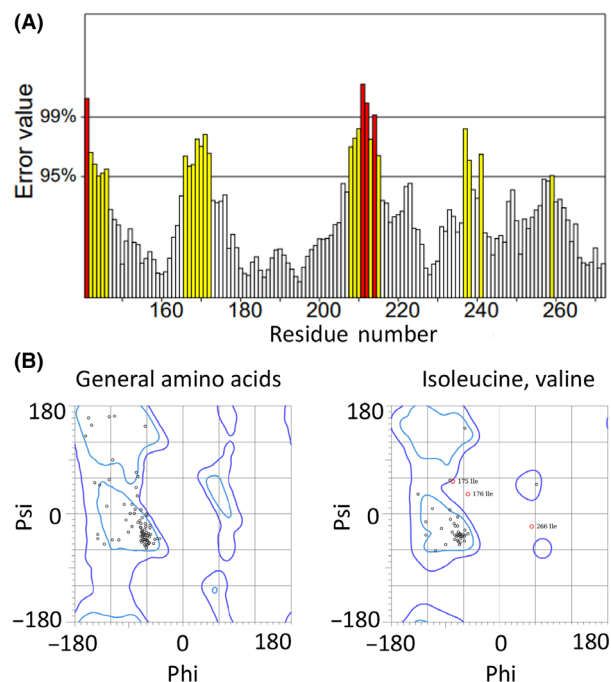 (A)
Error value
99%
95%
160 180 200 220 240 260
Residue number
(B)
General amino acids
Isoleucine, valine
Psi
180
0
−180
−180 0 180
Phi
Psi
180
0
−180
−180 0 180
Phi
175 Ile
176 Ile
266 Ile